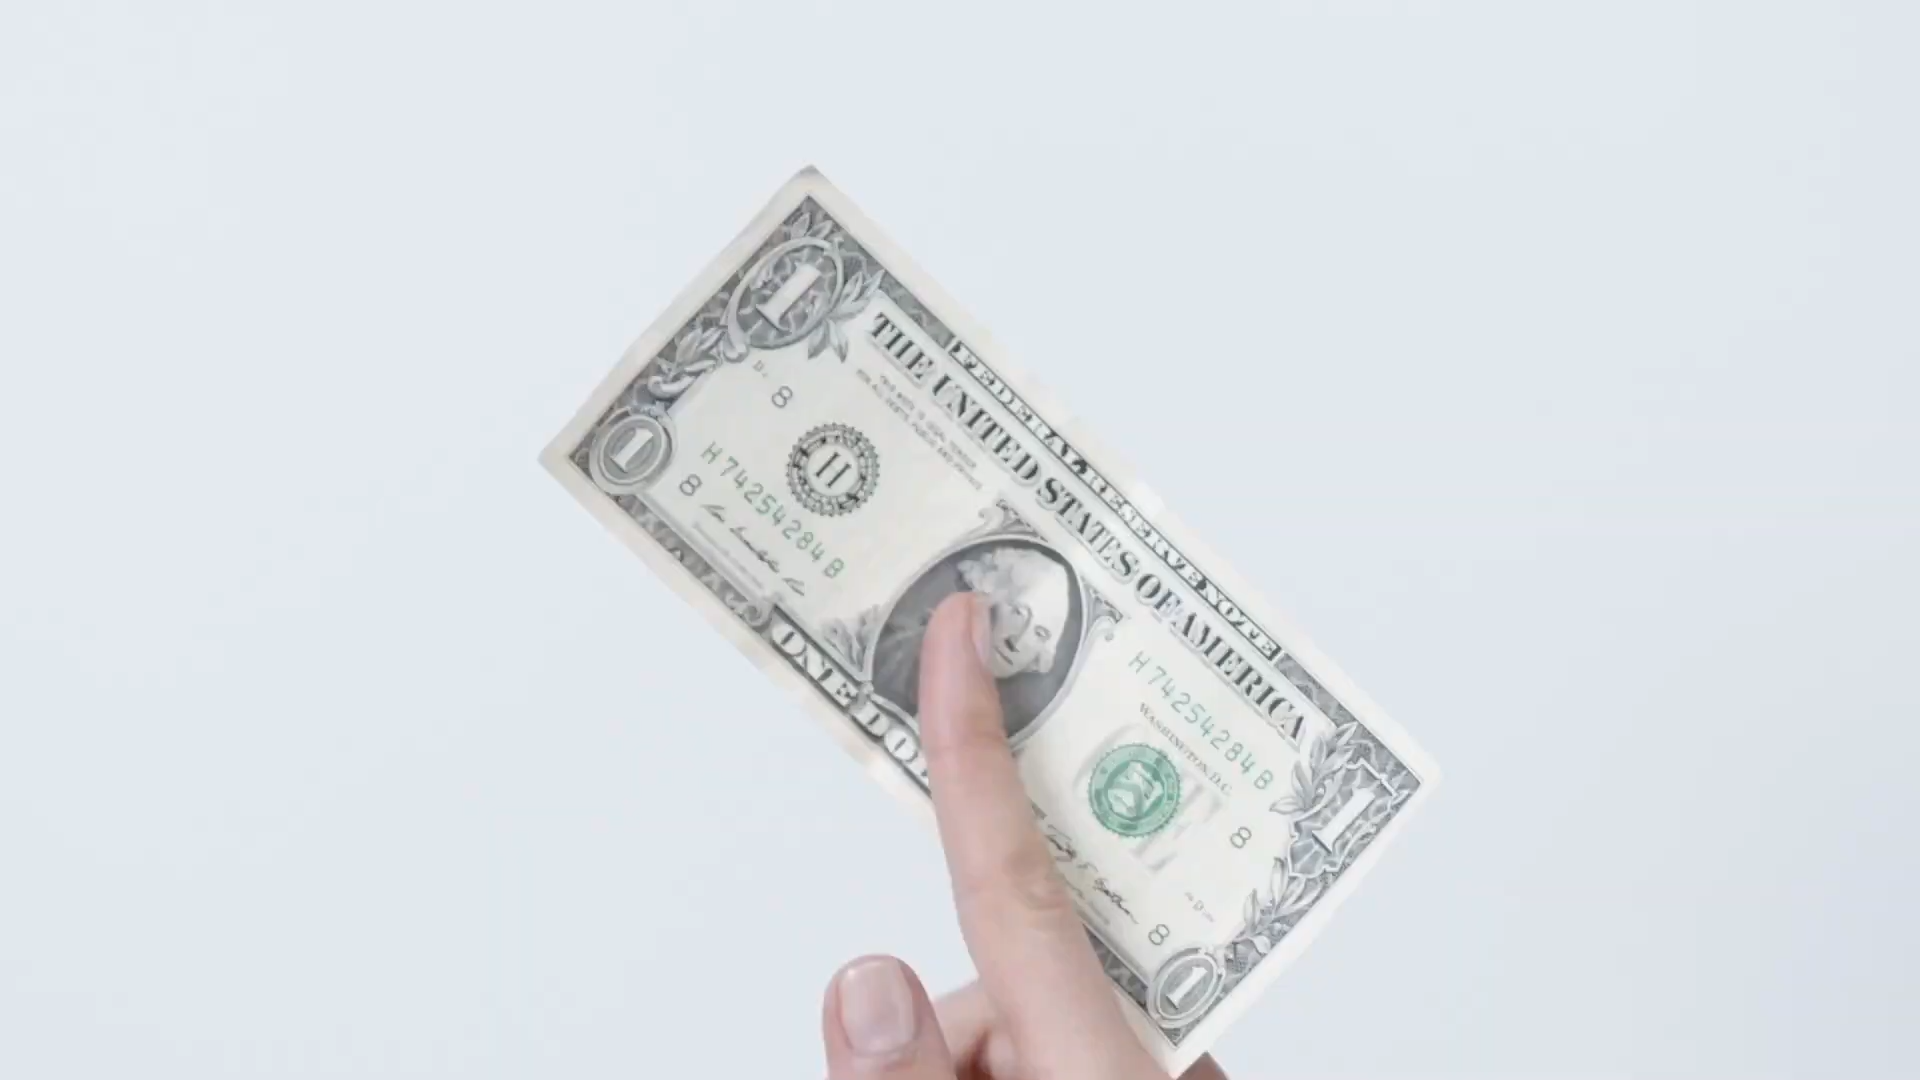 FEDERAL RESERVE NOTE
THE UNITED STATES OF AMERICA
1
1
8
H
H 74254284 B
8
H 74254284 B
WASHINGTON, D.C.
8
8
ONE
1
1